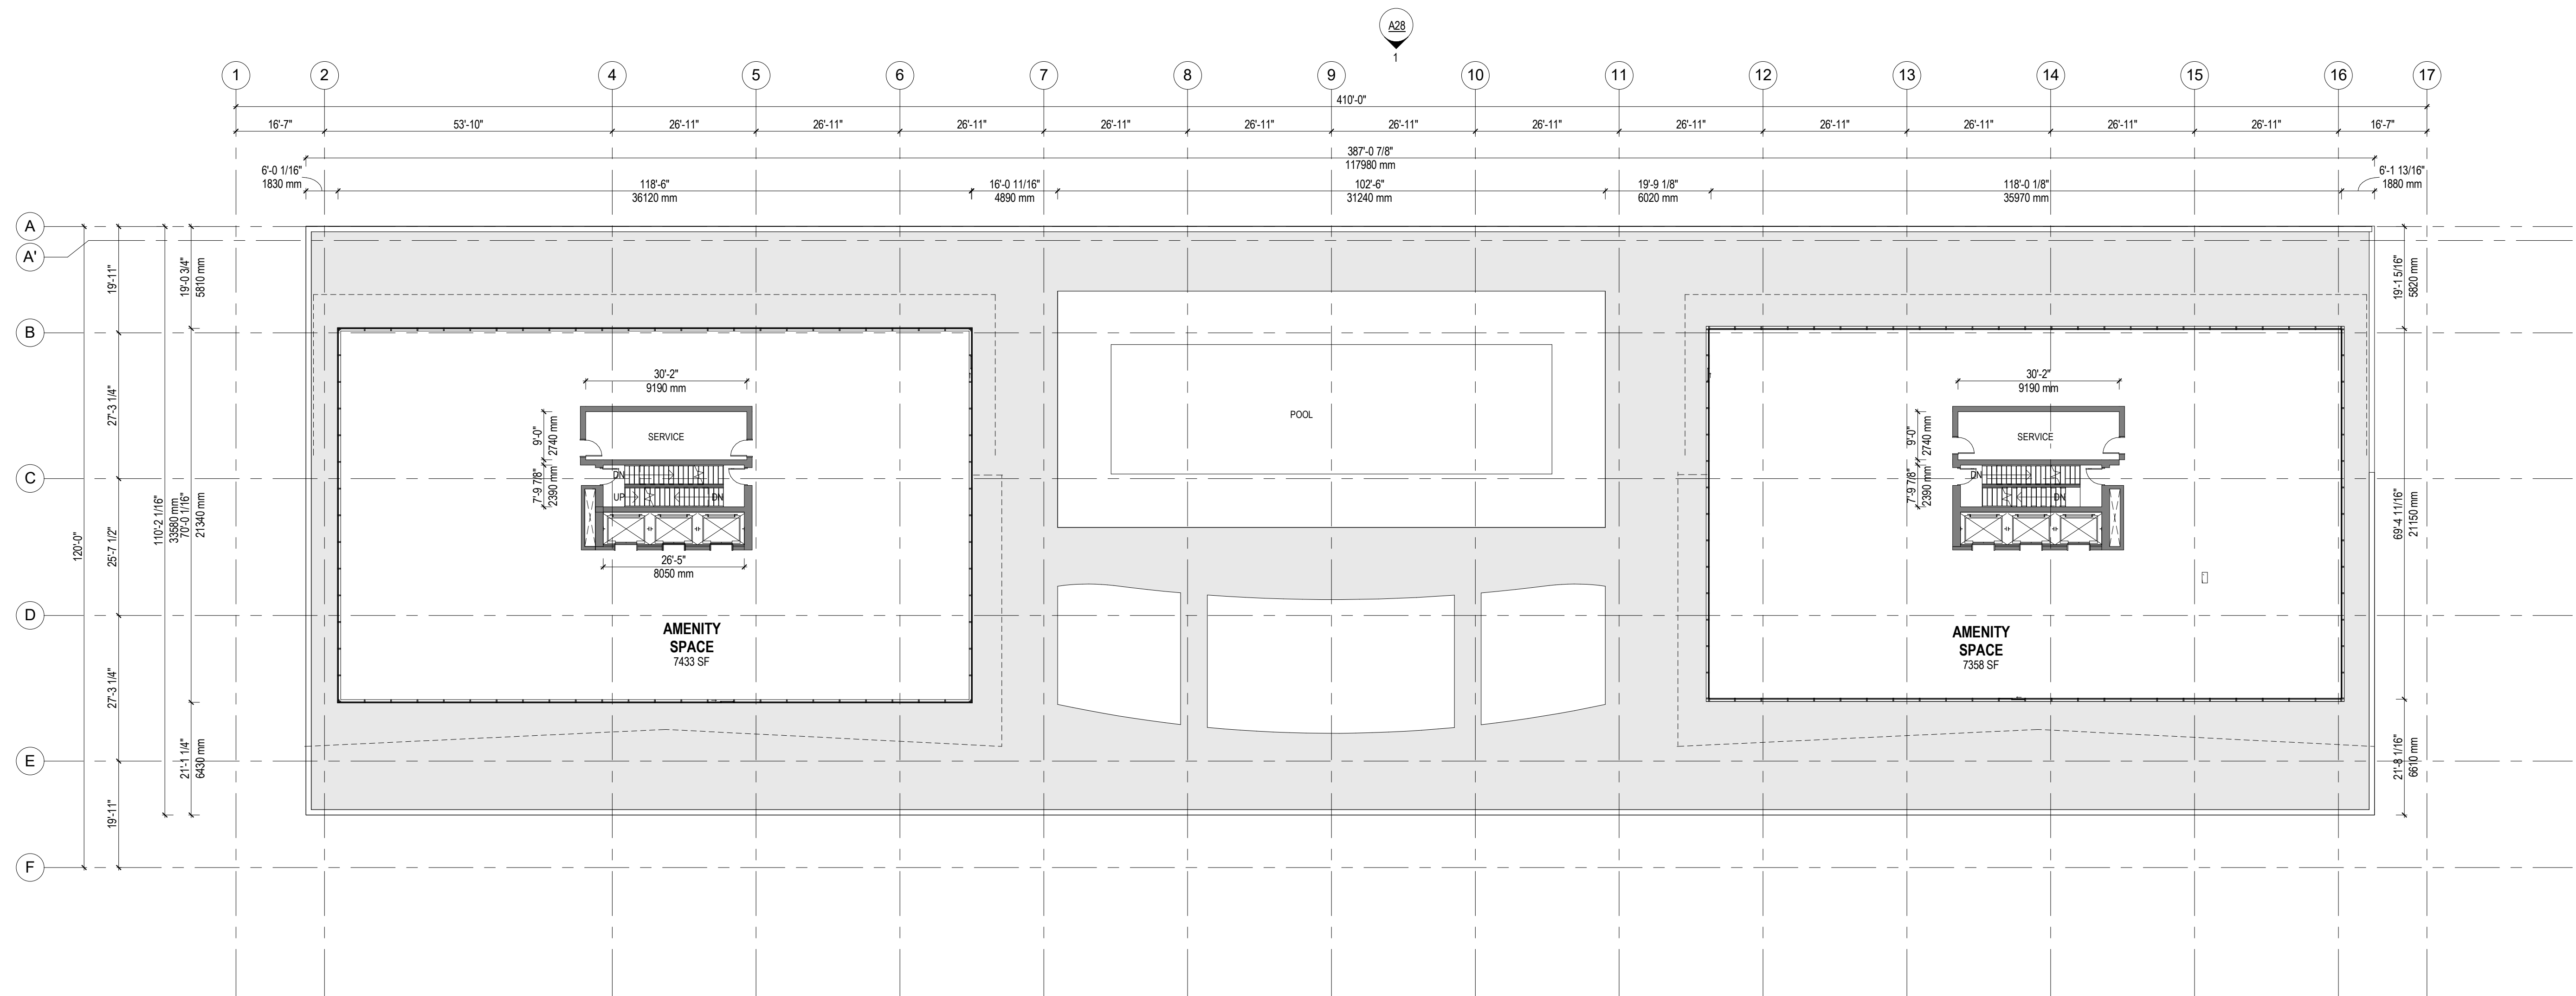 A28
1
1 2 4 5 6 7 8 9 10 11 12 13 14 15 16 17
410'-0"
16'-7" 53'-10" 26'-11" 26'-11" 26'-11" 26'-11" 26'-11" 26'-11" 26'-11" 26'-11" 26'-11" 26'-11" 26'-11" 26'-11" 16'-7"
387'-0 7/8"
117980 mm
6'-0 1/16"
1830 mm
118'-6"
36120 mm
16'-0 11/16"
4890 mm
102'-6"
31240 mm
19'-9 1/8"
6020 mm
118'-0 1/8"
35970 mm
6'-1 13/16"
1880 mm
A
A'
B
C
D
E
F
120'-0"
19'-11"
27'-3 1/4"
25'-7 1/2"
27'-3 1/4"
19'-11"
110'-2 1/16"
33580 mm
19'-0 3/4"
5810 mm
70'-0 1/16"
21340 mm
21'-1 1/4"
6430 mm
30'-2"
9190 mm
9'-0"
2740 mm
7'-9 7/8"
2390 mm
SERVICE
DN
UP
DN
26'-5"
8050 mm
AMENITY
SPACE
7433 SF
POOL
30'-2"
9190 mm
9'-0"
2740 mm
7'-9 7/8"
2390 mm
SERVICE
DN
DN
AMENITY
SPACE
7358 SF
19'-1 5/16"
5820 mm
69'-4 11/16"
21150 mm
21'-8 1/16"
6610 mm